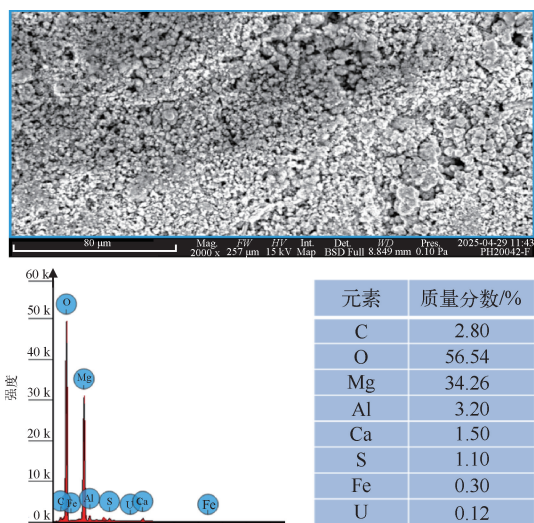 80 μm
Mag. FW HV Int. Det. WD Pres. 2025-04-29 11:43
2000 x 257 μm 15 kV Map BSD Full 8.849 mm 0.10 Pa PH20042-F
60 k
50 k
40 k
30 k
20 k
10 k
0 k
强度
O
Mg
C Fe Al S U Ca Fe
元素 质量分数/%
C 2.80
O 56.54
Mg 34.26
Al 3.20
Ca 1.50
S 1.10
Fe 0.30
U 0.12